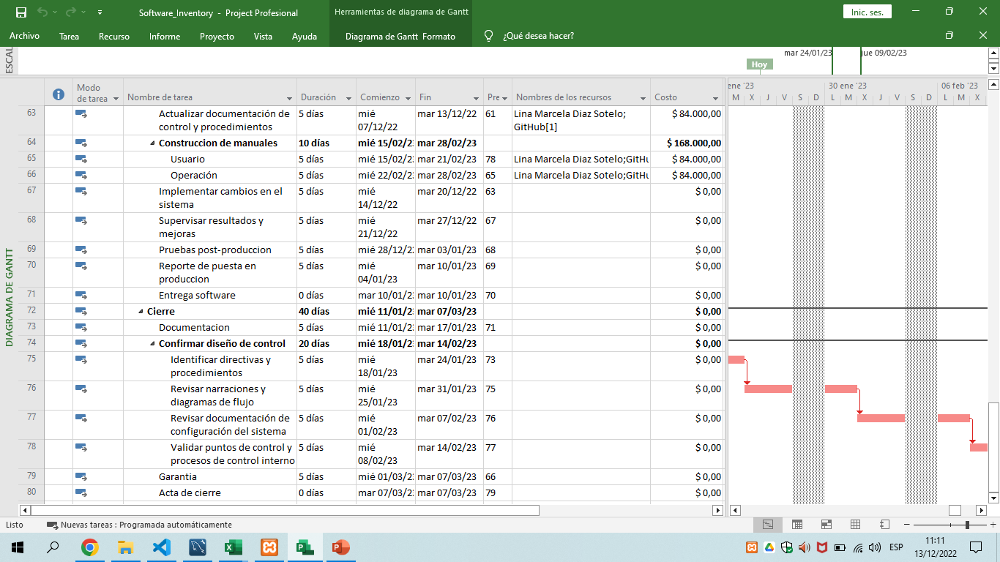 Software_Inventory - Project Profesional
Herramientas de diagrama de Gantt
Inic. ses.
Archivo Tarea Recurso Informe Proyecto Vista Ayuda Diagrama de Gantt Formato ¿Qué desea hacer?
ESCAL
mar 24/01/23 jue 09/02/23
Hoy
Modo de tarea Nombre de tarea Duración Comienzo Fin Pre Nombres de los recursos Costo
ene '23 30 ene '23 06 feb '23
M X J V S D L M X J V S D L M X
DIAGRAMA DE GANTT
63 Actualizar documentación de control y procedimientos 5 días mié 07/12/22 mar 13/12/22 61 Lina Marcela Diaz Sotelo; GitHub[1] $ 84.000,00
64 Construccion de manuales 10 días mié 15/02/2 mar 28/02/23 $ 168.000,00
65 Usuario 5 días mié 15/02/2 mar 21/02/23 78 Lina Marcela Diaz Sotelo;GitHu $ 84.000,00
66 Operación 5 días mié 22/02/2 mar 28/02/23 65 Lina Marcela Diaz Sotelo;GitHu $ 84.000,00
67 Implementar cambios en el sistema 5 días mié 14/12/22 mar 20/12/22 63 $ 0,00
68 Supervisar resultados y mejoras 5 días mié 21/12/22 mar 27/12/22 67 $ 0,00
69 Pruebas post-produccion 5 días mié 28/12/2 mar 03/01/23 68 $ 0,00
70 Reporte de puesta en produccion 5 días mié 04/01/23 mar 10/01/23 69 $ 0,00
71 Entrega software 0 días mar 10/01/2 mar 10/01/23 70 $ 0,00
72 Cierre 40 días mié 11/01/2 mar 07/03/23 $ 0,00
73 Documentacion 5 días mié 11/01/2 mar 17/01/23 71 $ 0,00
74 Confirmar diseño de control 20 días mié 18/01/2 mar 14/02/23 $ 0,00
75 Identificar directivas y procedimientos 5 días mié 18/01/23 mar 24/01/23 73 $ 0,00
76 Revisar narraciones y diagramas de flujo 5 días mié 25/01/23 mar 31/01/23 75 $ 0,00
77 Revisar documentación de configuración del sistema 5 días mié 01/02/23 mar 07/02/23 76 $ 0,00
78 Validar puntos de control y procesos de control interno 5 días mié 08/02/23 mar 14/02/23 77 $ 0,00
79 Garantia 5 días mié 01/03/2 mar 07/03/23 66 $ 0,00
80 Acta de cierre 0 días mar 07/03/2 mar 07/03/23 79 $ 0,00
Listo Nuevas tareas : Programada automáticamente
ESP
11:11
13/12/2022